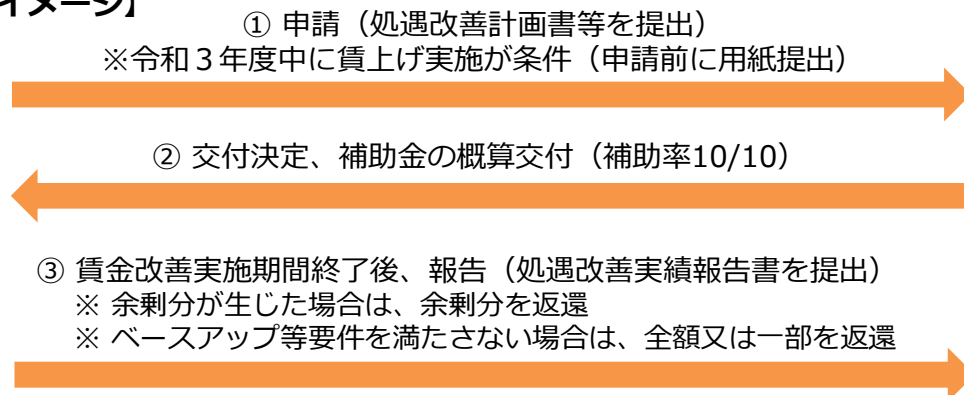 イメージ】
① 申請（処遇改善計画書等を提出）
※令和３年度中に賃上げ実施が条件（申請前に用紙提出）
② 交付決定、補助金の概算交付（補助率10/10）
③ 賃金改善実施期間終了後、報告（処遇改善実績報告書を提出）
※ 余剰分が生じた場合は、余剰分を返還
※ ベースアップ等要件を満たさない場合は、全額又は一部を返還